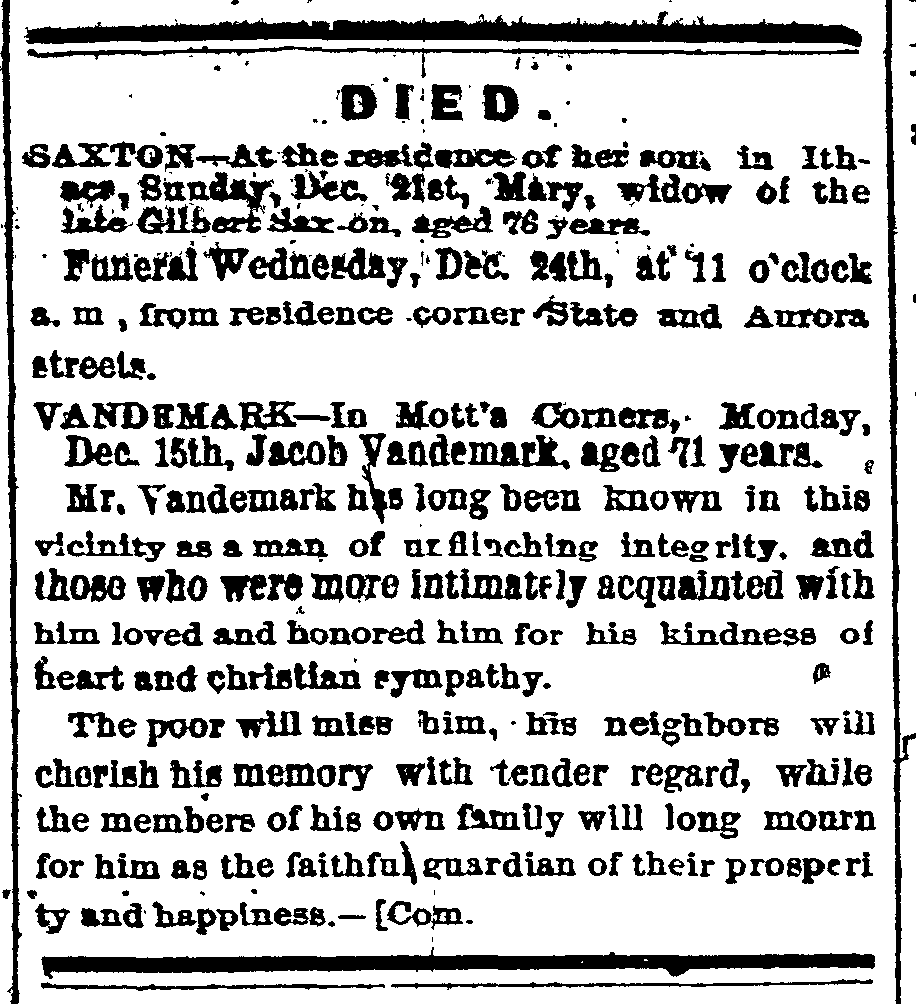 DIED.
SAXTON—At the residence of her son, in Ith-
aca, Sunday, Dec. 21st, Mary, widow of the
late Gilbert Sax on, aged 76 years.
Funeral Wednesday, Dec. 24th, at 11 o'clock
a. m , from residence corner State and Aurora
streets.
VANDEMARK—In Mott's Corners, Monday,
Dec. 15th, Jacob Vandemark, aged 71 years.
Mr. Vandemark has long been known in this
vicinity as a man of unflinching integrity, and
those who were more intimately acquainted with
him loved and honored him for his kindness of
heart and christian sympathy.
The poor will miss him, his neighbors will
cherish his memory with tender regard, while
the members of his own family will long mourn
for him as the faithful guardian of their prosperi
ty and happiness.—[Com.